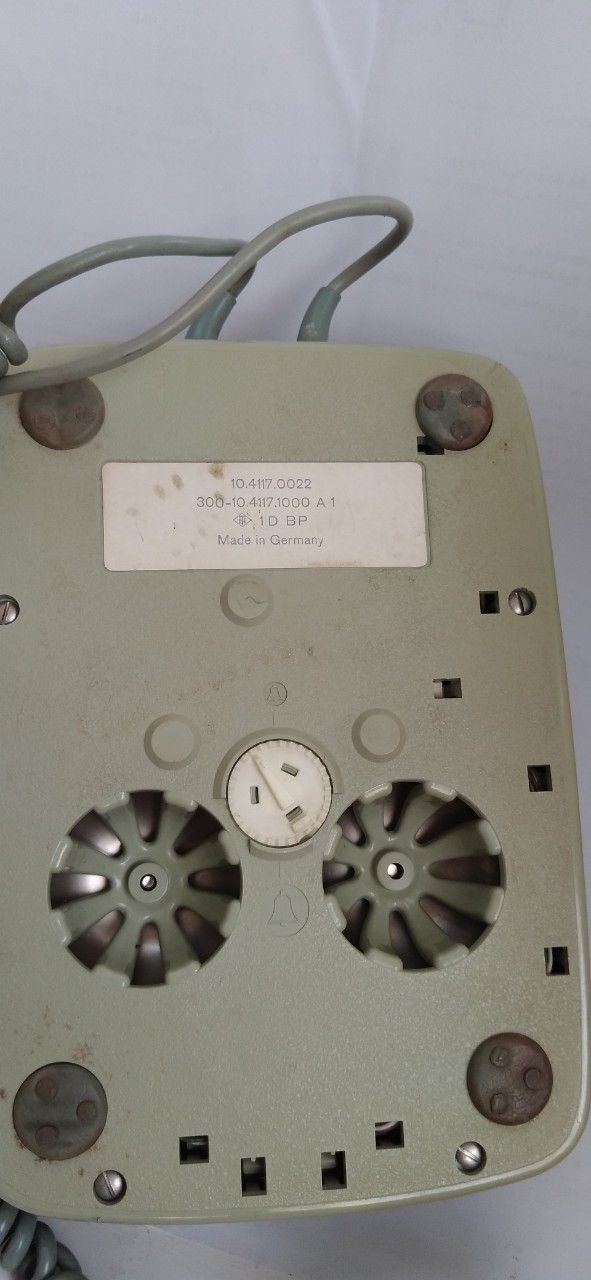 10.4117.0022
300-10.4117.1000 A 1
1D BP
Made in Germany